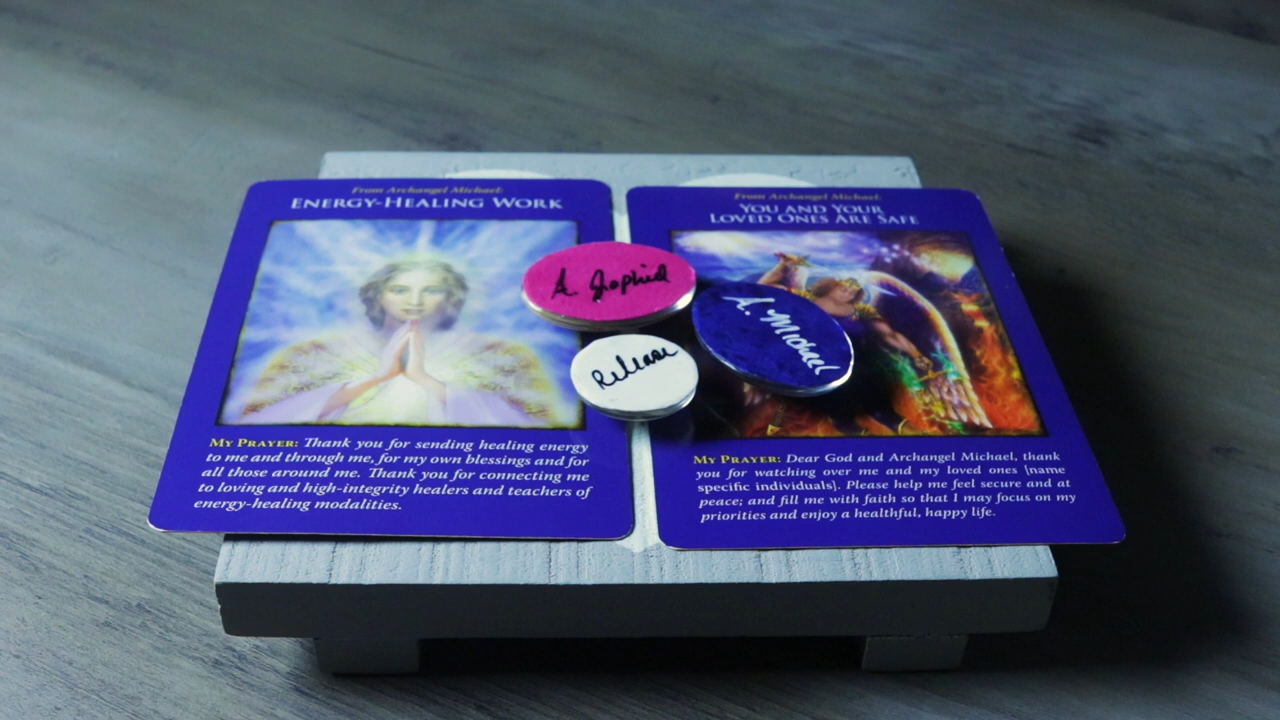 From Archangel Michael:
ENERGY-HEALING WORK
MY PRAYER: Thank you for sending healing energy
to me and through me, for my own blessings and for
all those around me. Thank you for connecting me
to loving and high-integrity healers and teachers of
energy-healing modalities.
From Archangel Michael:
YOU AND YOUR
LOVED ONES ARE SAFE
MY PRAYER: Dear God and Archangel Michael, thank
you for watching over me and my loved ones [name
specific individuals]. Please help me feel secure and at
peace; and fill me with faith so that I may focus on my
priorities and enjoy a healthful, happy life.
A. Jophiel
A. Michael
Release